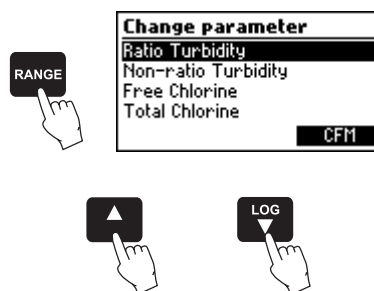 Change parameter
Ratio Turbidity
RANGE
Non-ratio Turbidity
Free Chlorine
Total Chlorine
CFM
LOG